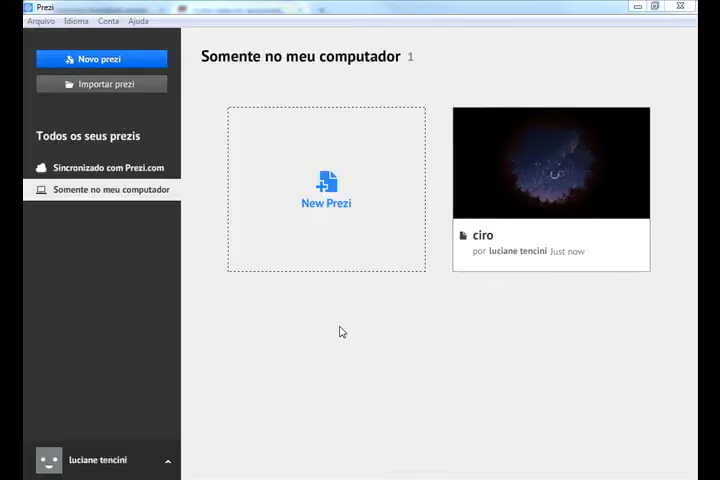 Prezi
Arquivo Idioma Conta Ajuda
Novo prezi
Importar prezi
Todos os seus prezis
Sincronizado com Prezi.com
Somente no meu computador
luciane tencini
Somente no meu computador 1
New Prezi
ciro
por luciane tencini Just now